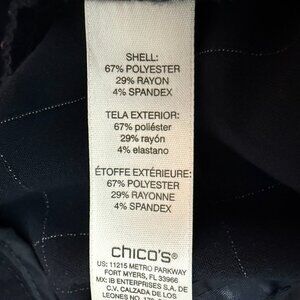 SHELL:
67% POLYESTER
29% RAYON
4% SPANDEX
TELA EXTERIOR:
67% poliéster
29% rayón
4% elastano
ÉTOFFE EXTÉRIEURE:
67% POLYESTER
29% RAYONNE
4% SPANDEX
chico's®
US: 11215 METRO PARKWAY
FORT MYERS, FL 33966
MX: IB ENTERPRISES S.A. DE
C.V. CALZADA DE LOS
LEONES NO.